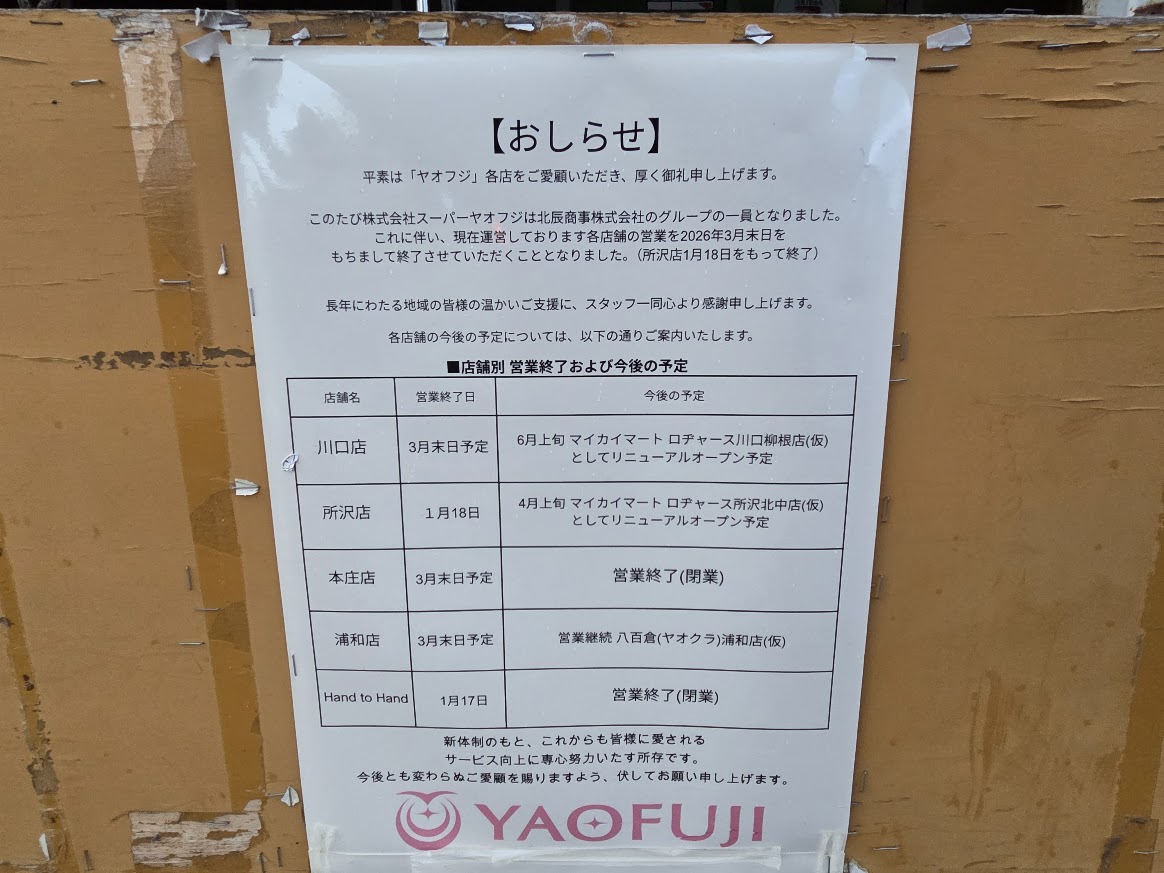 【おしらせ】
平素は「ヤオフジ」各店をご愛顧いただき、厚く御礼申し上げます。
このたび株式会社スーパーヤオフジは北辰商事株式会社のグループの一員となりました。
これに伴い、現在運営しております各店舗の営業を2026年3月末日を
もちまして終了させていただくこととなりました。（所沢店1月18日をもって終了）
長年にわたる地域の皆様の温かいご支援に、スタッフ一同心より感謝申し上げます。
各店舗の今後の予定については、以下の通りご案内いたします。
■店舗別 営業終了および今後の予定
店舗名 営業終了日 今後の予定
川口店 3月末日予定 6月上旬 マイカイマート ロヂャース川口柳根店(仮)
としてリニューアルオープン予定
所沢店 １月18日 4月上旬 マイカイマート ロヂャース所沢北中店(仮)
としてリニューアルオープン予定
本庄店 3月末日予定 営業終了(閉業)
浦和店 3月末日予定 営業継続 八百倉(ヤオクラ)浦和店(仮)
Hand to Hand 1月17日 営業終了(閉業)
新体制のもと、これからも皆様に愛される
サービス向上に専心努力いたす所存です。
今後とも変わらぬご愛顧を賜りますよう、伏してお願い申し上げます。
YAOFUJI